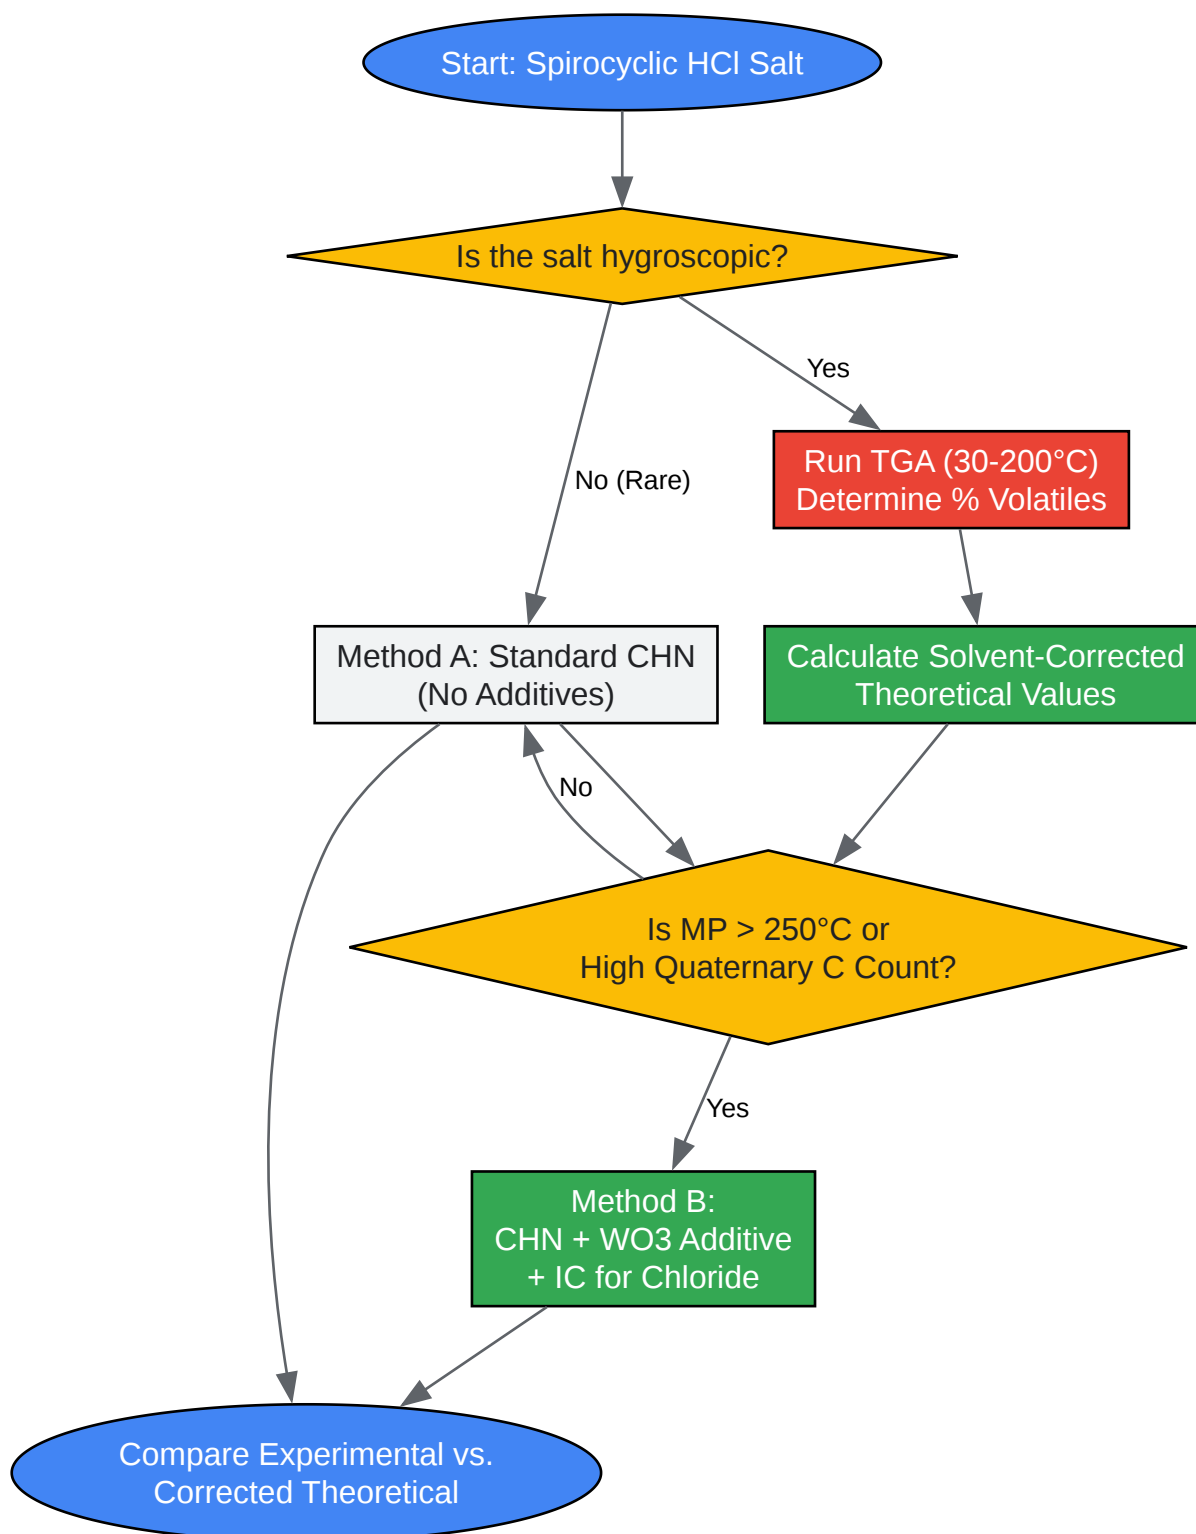 Start: Spirocyclic HCl Salt
Is the salt hygroscopic?
Yes
Run TGA (30-200°C)
Determine % Volatiles
No (Rare)
Method A: Standard CHN
(No Additives)
Calculate Solvent-Corrected
Theoretical Values
No
Is MP > 250°C or
High Quaternary C Count?
Yes
Method B:
CHN + WO3 Additive
+ IC for Chloride
Compare Experimental vs.
Corrected Theoretical